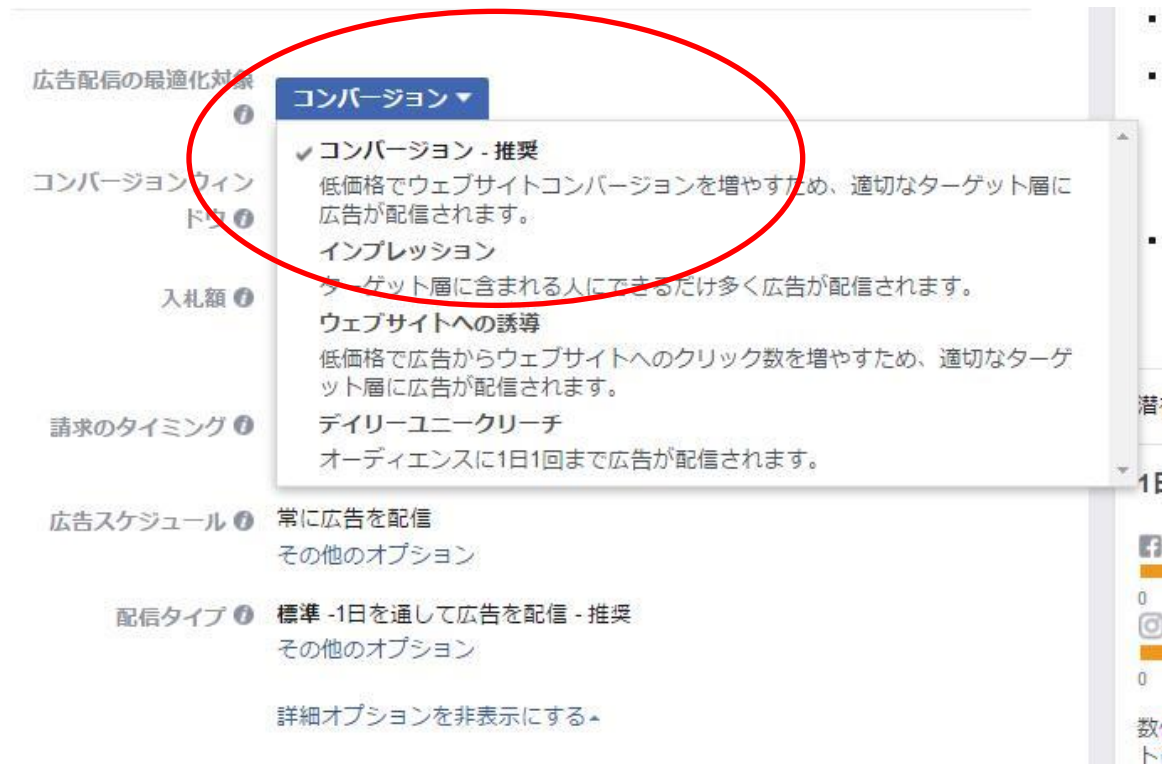 広告配信の最適化対象
コンバージョン
コンバージョン - 推奨
低価格でウェブサイトコンバージョンを増やすため、適切なターゲット層に
広告が配信されます。
インプレッション
ターゲット層に含まれる人にできるだけ多く広告が配信されます。
ウェブサイトへの誘導
低価格で広告からウェブサイトへのクリック数を増やすため、適切なターゲ
ット層に広告が配信されます。
デイリーユニークリーチ
オーディエンスに1日1回まで広告が配信されます。
コンバージョンウィン
ドウ
入札額
請求のタイミング
広告スケジュール
常に広告を配信
その他のオプション
配信タイプ
標準 -1日を通して広告を配信 - 推奨
その他のオプション
詳細オプションを非表示にする
1日
0
0